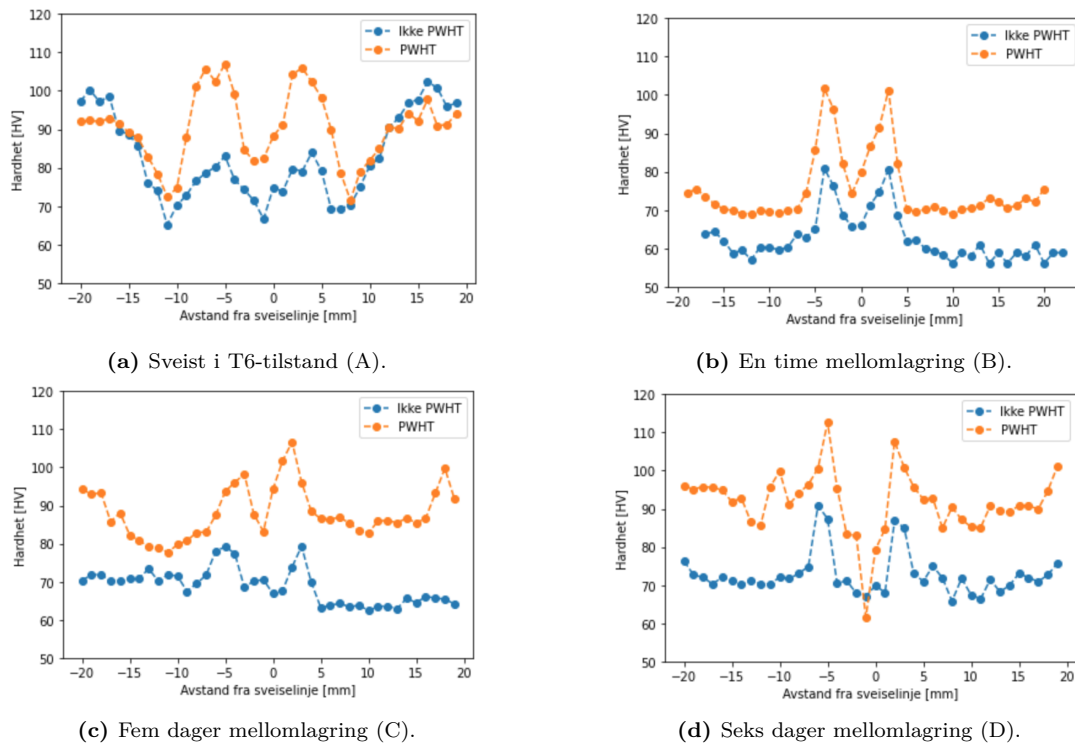 120
110
100
90
80
70
60
50
Hardhet [HV]
Ikke PWHT
PWHT
−20 −15 −10 −5 0 5 10 15 20
Avstand fra sveiselinje [mm]
(a) Sveist i T6-tilstand (A).
120
110
100
90
80
70
60
50
Hardhet [HV]
Ikke PWHT
PWHT
−20 −15 −10 −5 0 5 10 15 20
Avstand fra sveiselinje [mm]
(b) En time mellomlagring (B).
120
110
100
90
80
70
60
50
Hardhet [HV]
Ikke PWHT
PWHT
−20 −15 −10 −5 0 5 10 15 20
Avstand fra sveiselinje [mm]
(c) Fem dager mellomlagring (C).
120
110
100
90
80
70
60
50
Hardhet [HV]
Ikke PWHT
PWHT
−20 −15 −10 −5 0 5 10 15 20
Avstand fra sveiselinje [mm]
(d) Seks dager mellomlagring (D).